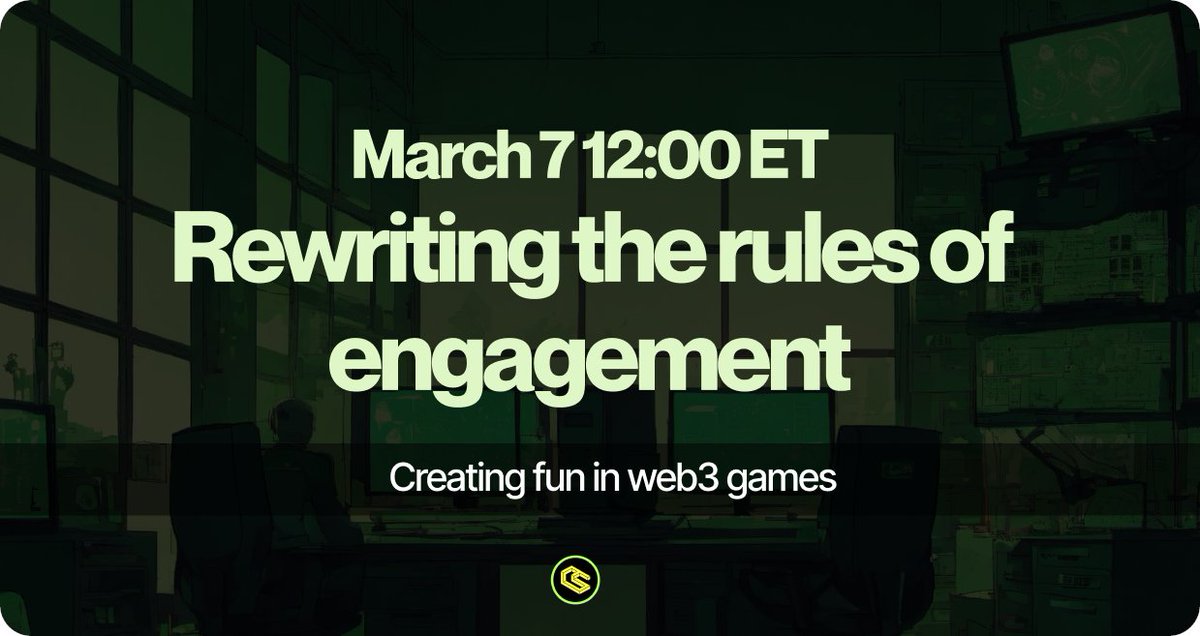 March 7 12:00 ET
Rewriting the rules of
engagement
Creating fun in web3 games